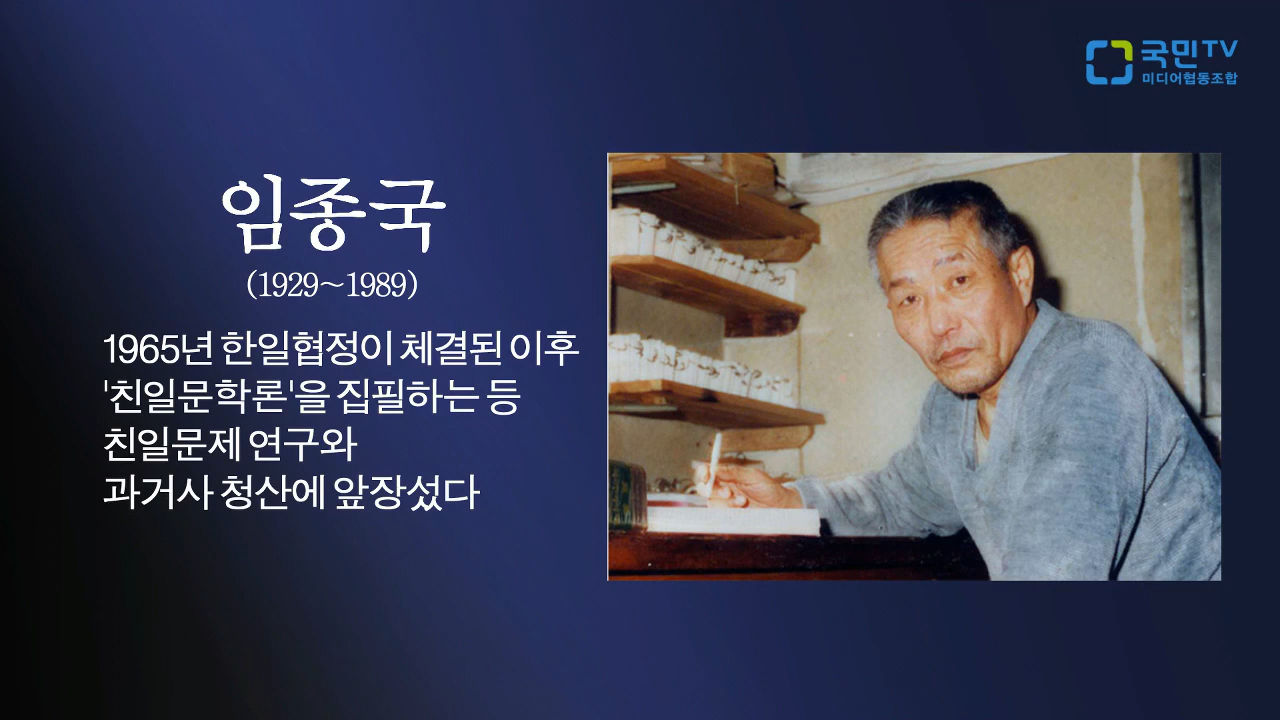 국민TV
미디어협동조합
임종국
(1929~1989)
1965년 한일협정이 체결된 이후
'친일문학론'을 집필하는 등
친일문제 연구와
과거사 청산에 앞장섰다